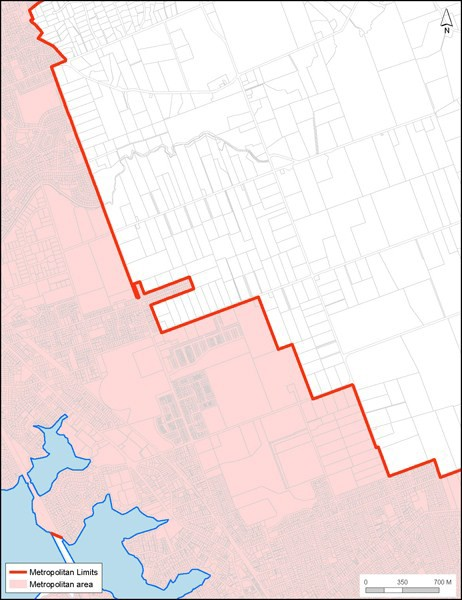 N
Metropolitan Limits
Metropolitan area
0 350 700 M